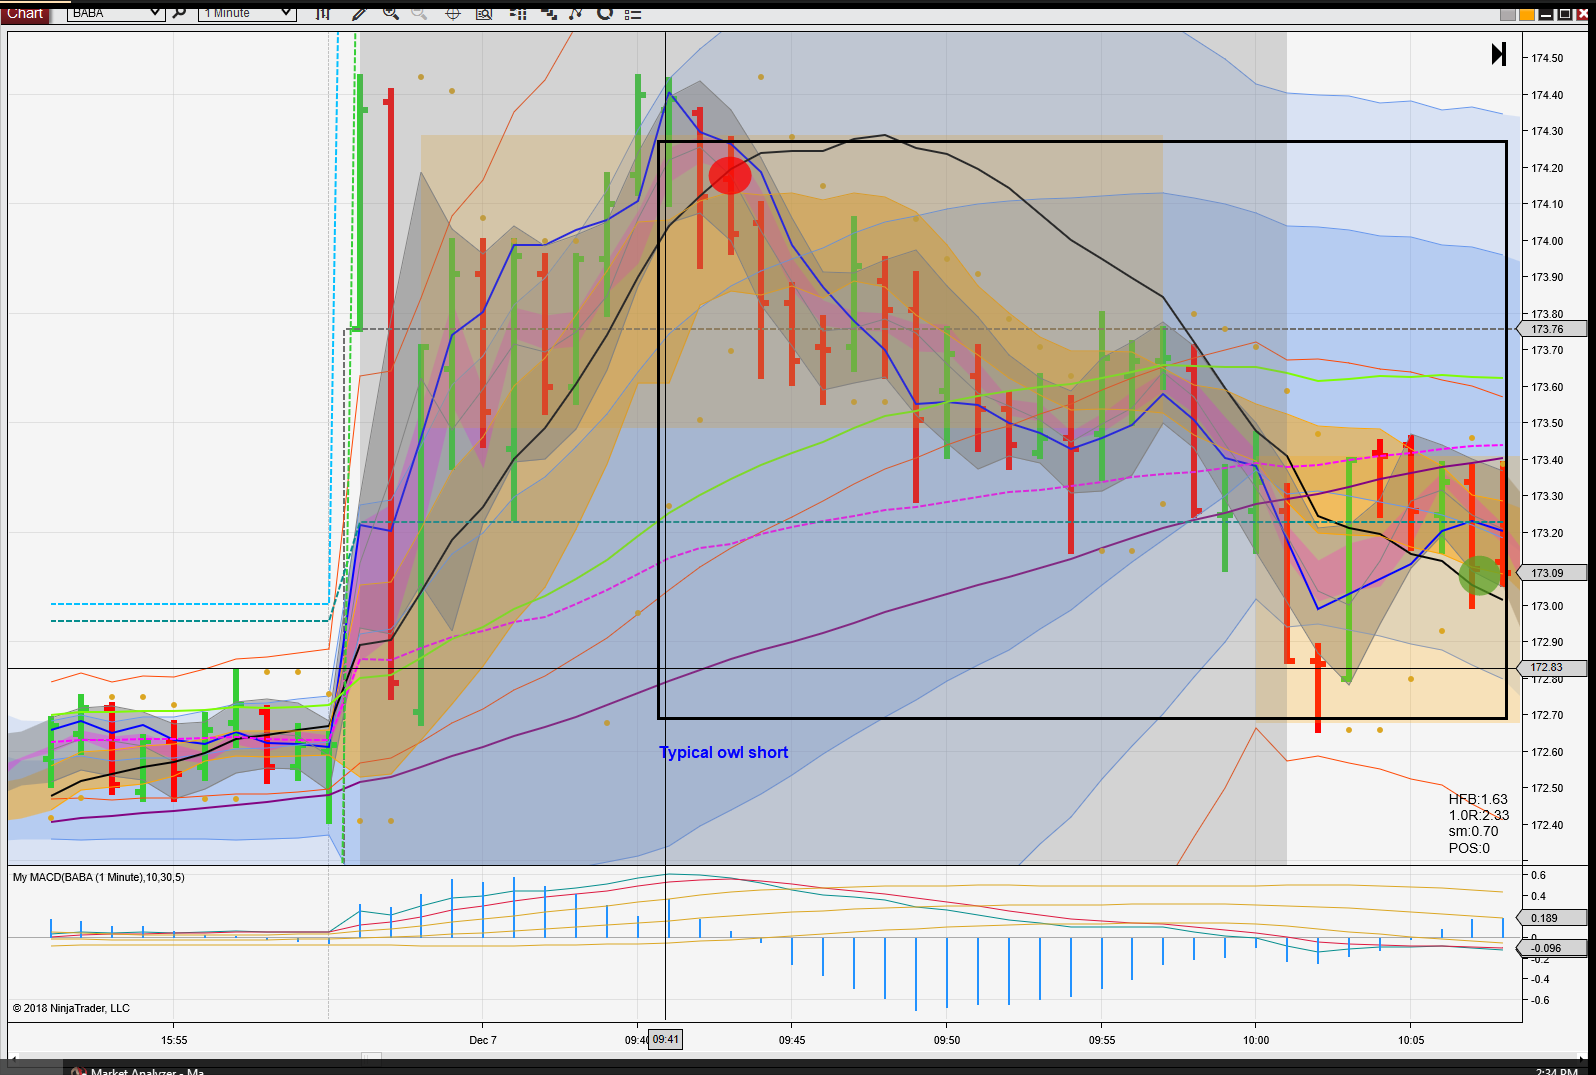 Chart BABA 1 Minute
174.50
174.40
174.30
174.20
174.10
174.00
173.90
173.80
173.76
173.70
173.60
173.50
173.40
173.30
173.20
173.09
173.00
172.90
172.83
172.80
172.70
172.60
172.50
172.40
Typical owl short
HFB:1.63
1.0R:2.33
sm:0.70
POS:0
My MACD(BABA (1 Minute),10,30,5)
0.6
0.4
0.189
0
-0.096
-0.2
-0.4
-0.6
© 2018 NinjaTrader, LLC
15:55 Dec 7 09:40 09:41 09:45 09:50 09:55 10:00 10:05
Market Analyzer - Ma
2:34 PM